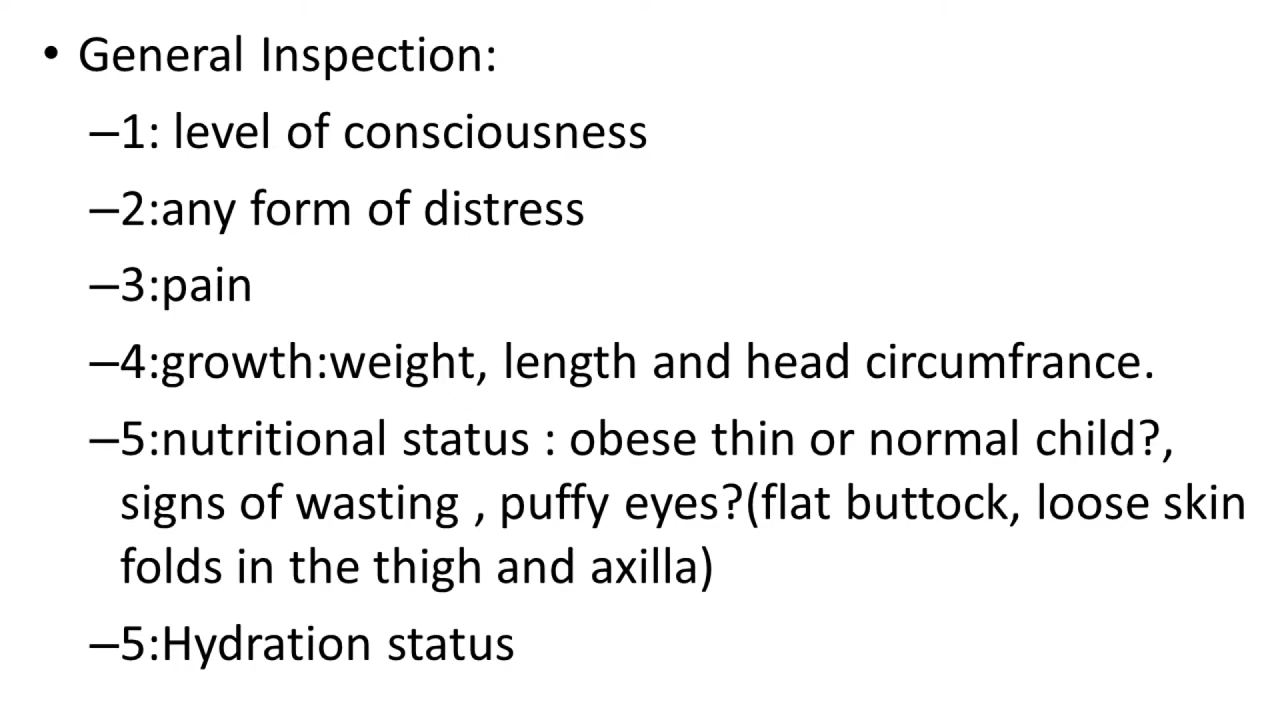 • General Inspection:
–1: level of consciousness
–2:any form of distress
–3:pain
–4:growth:weight, length and head circumfrance.
–5:nutritional status : obese thin or normal child?,
signs of wasting , puffy eyes?(flat buttock, loose skin
folds in the thigh and axilla)
–5:Hydration status